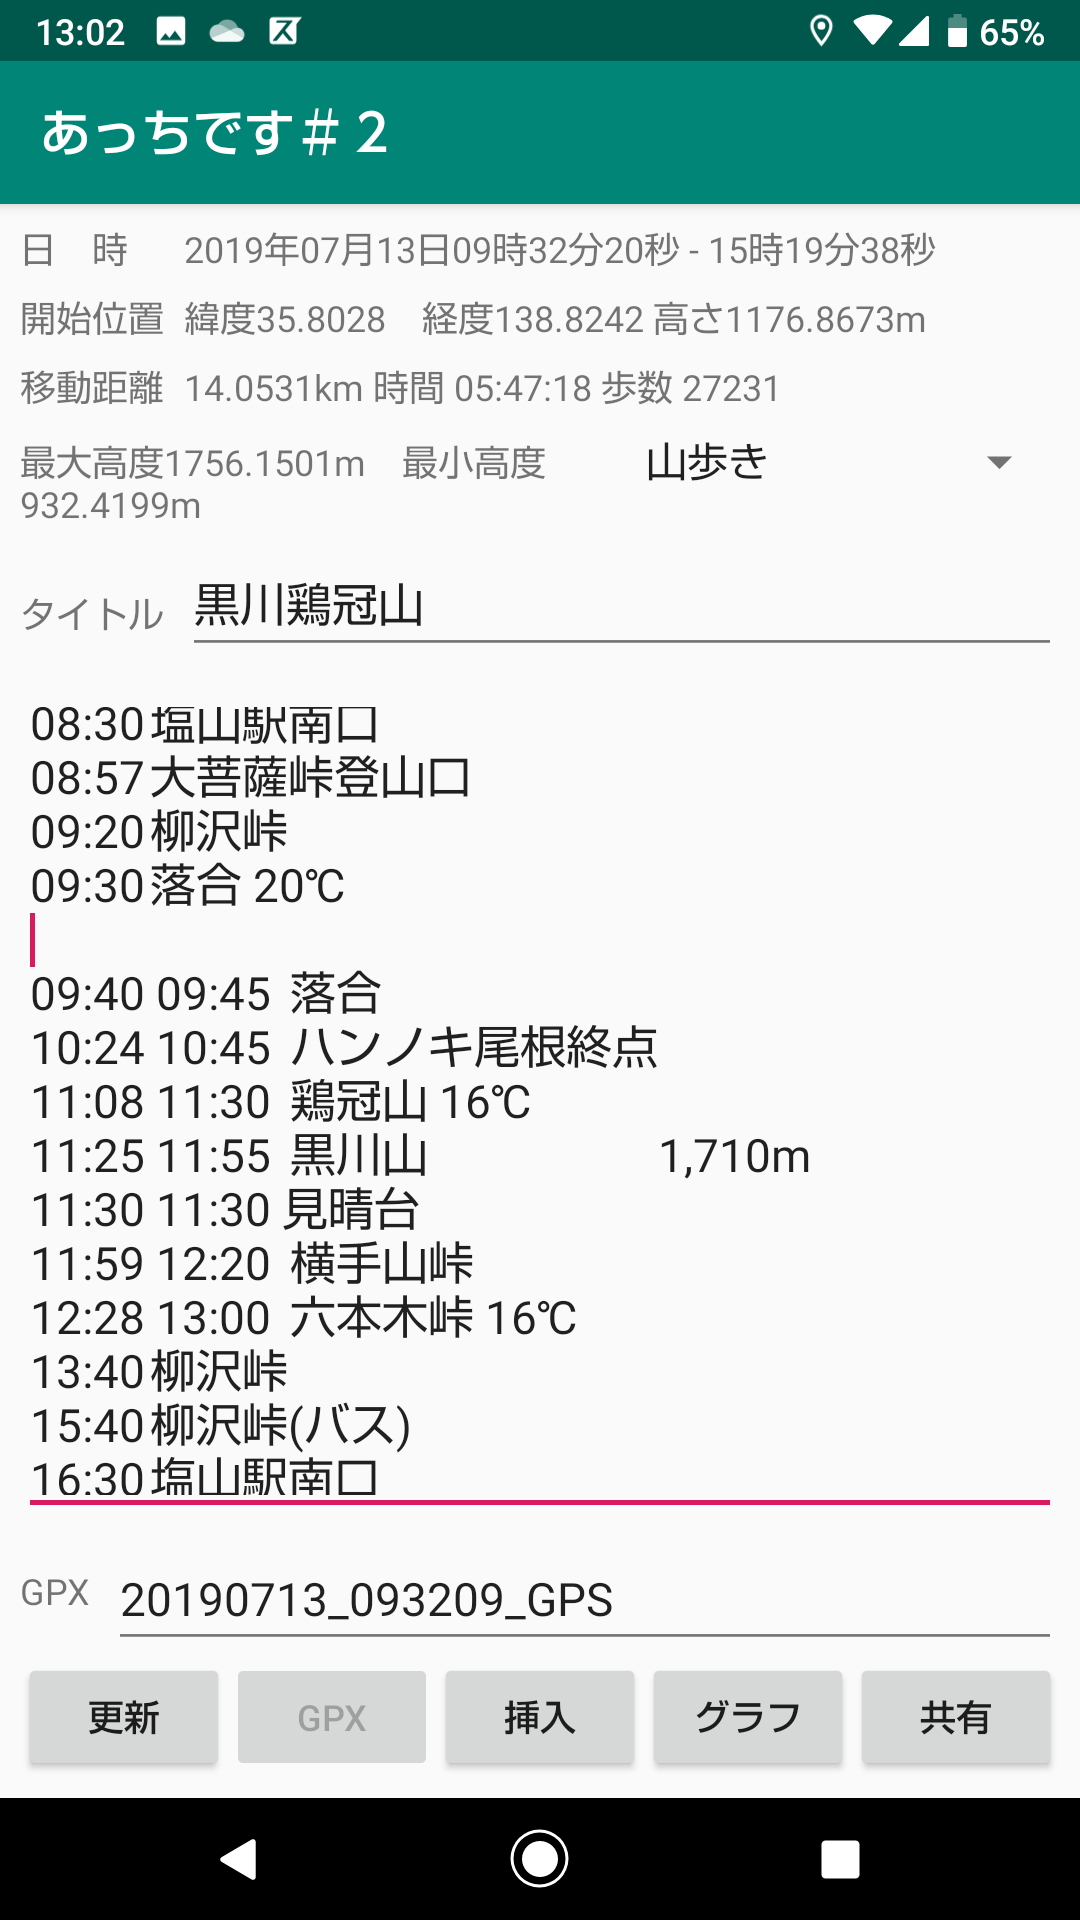 13:02 65%
あっちです＃２
日　時 2019年07月13日09時32分20秒 - 15時19分38秒
開始位置 緯度35.8028　経度138.8242 高さ1176.8673m
移動距離 14.0531km 時間 05:47:18 歩数 27231
最大高度1756.1501m　最小高度 山歩き
932.4199m
タイトル 黒川鶏冠山
08:30 塩山駅南口
08:57 大菩薩峠登山口
09:20 柳沢峠
09:30 落合 20℃
09:40 09:45 落合
10:24 10:45 ハンノキ尾根終点
11:08 11:30 鶏冠山 16℃
11:25 11:55 黒川山 1,710m
11:30 11:30 見晴台
11:59 12:20 横手山峠
12:28 13:00 六本木峠 16℃
13:40 柳沢峠
15:40 柳沢峠(バス)
16:30 塩山駅南口
GPX 20190713_093209_GPS
更新 GPX 挿入 グラフ 共有